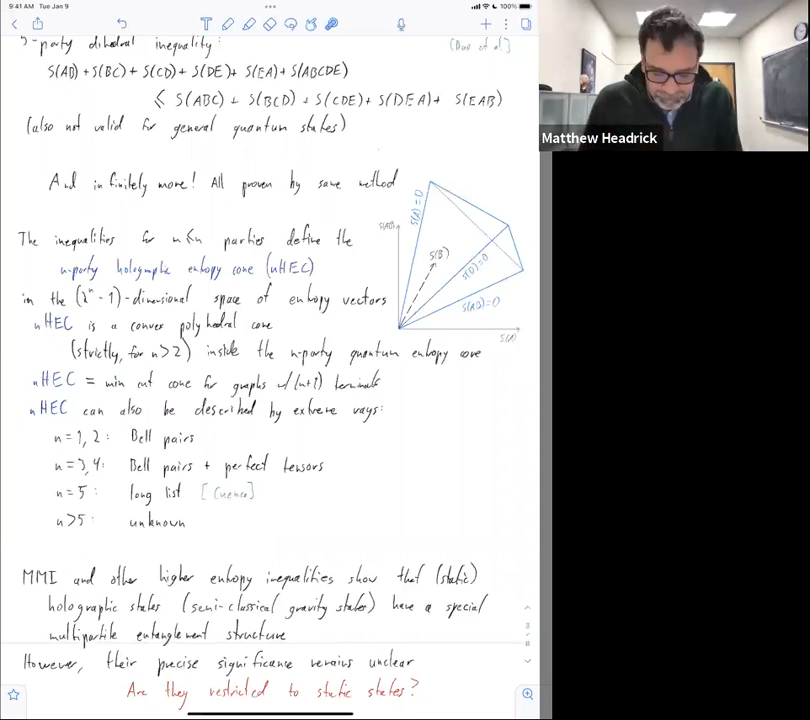 9:41 AM Tue Jan 9
100%
5-party dihedral inequality:
[Bao et al.]
S(AB) + S(BC) + S(CD) + S(DE) + S(EA) + S(ABCDE)
≤ S(ABC) + S(BCD) + S(CDE) + S(DEA) + S(EAB)
(also not valid for general quantum states)
And infinitely more! All proven by same method
The inequalities for n≤n parties define the
n-party holographic entropy cone (nHEC)
in the (2ⁿ-1)-dimensional space of entropy vectors
nHEC is a convex polyhedral cone
(strictly, for n>2) inside the n-party quantum entropy cone
nHEC = min cut cone for graphs w/ (n+1) terminals
nHEC can also be described by extreme rays:
n=1,2: Bell pairs
n=3,4: Bell pairs + perfect tensors
n=5: long list [Cuenca]
n>5: unknown
S(AB)
S(A)=0
S(B)
S(B)=0
S(AB)=0
S(A)
MMI and other higher entropy inequalities show that (static)
holographic states (semi-classical gravity states) have a special
multipartite entanglement structure
However, their precise significance remains unclear
Are they restricted to static states?
Matthew Headrick